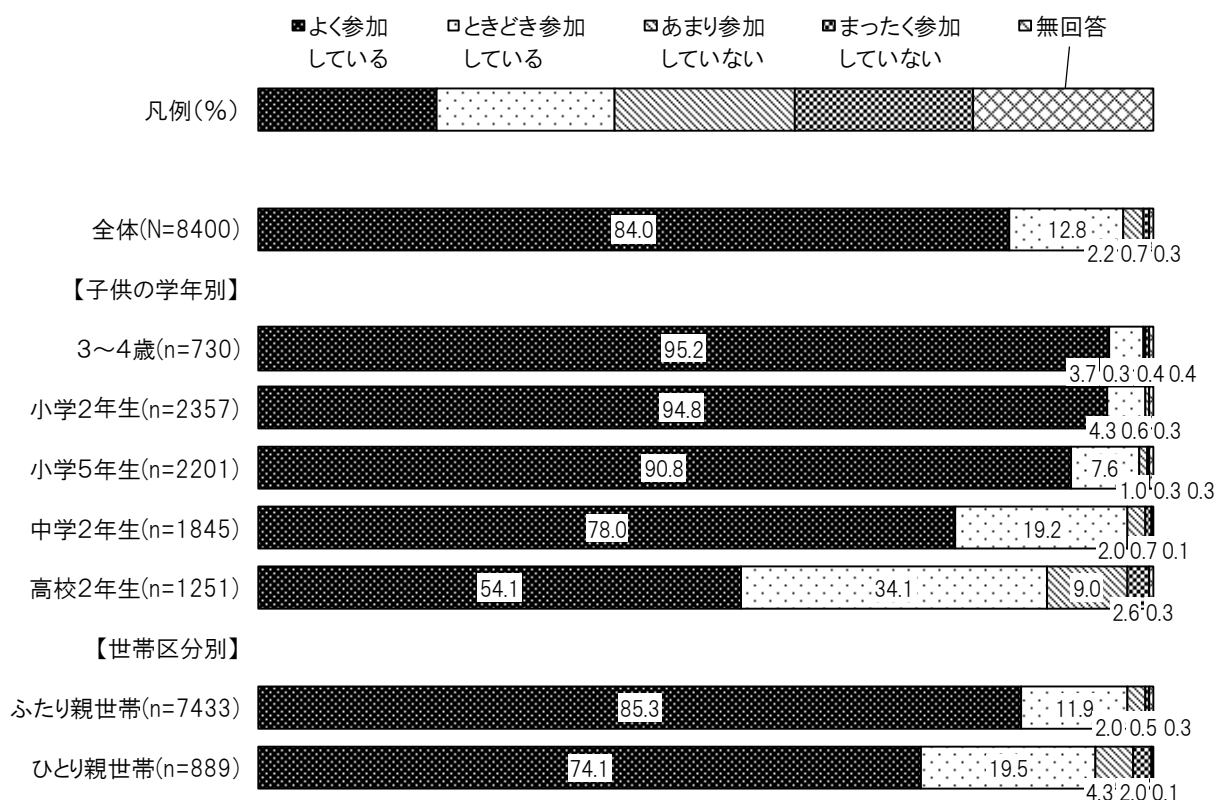 よく参加している ときどき参加している あまり参加していない まったく参加していない 無回答
凡例(%)
全体(N=8400) 84.0 12.8 2.2 0.7 0.3
【子供の学年別】
3～4歳(n=730) 95.2 3.7 0.3 0.4 0.4
小学2年生(n=2357) 94.8 4.3 0.6 0.3
小学5年生(n=2201) 90.8 7.6 1.0 0.3 0.3
中学2年生(n=1845) 78.0 19.2 2.0 0.7 0.1
高校2年生(n=1251) 54.1 34.1 9.0 2.6 0.3
【世帯区分別】
ふたり親世帯(n=7433) 85.3 11.9 2.0 0.5 0.3
ひとり親世帯(n=889) 74.1 19.5 4.3 2.0 0.1